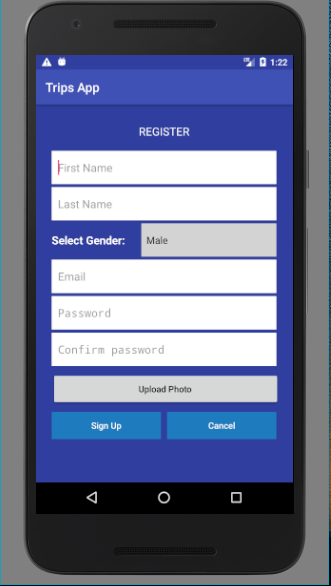 1:22
Trips App
REGISTER
First Name
Last Name
Select Gender: Male
Email
Password
Confirm password
Upload Photo
Sign Up Cancel